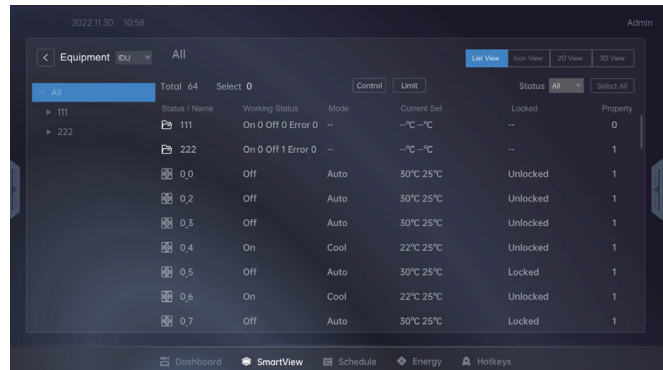 2022.11.30 10:58 Admin
< Equipment IDU All List View Icon View 2D View 3D View
Total 64 Select 0 Control Limit Status All Select All
All
111
222
Status / Name Working Status Mode Current Set Locked Property
111 On 0 Off 0 Error 0 -- --℃ --℃ -- 0
222 On 0 Off 1 Error 0 -- --℃ --℃ -- 1
0_0 Off Auto 30℃ 25℃ Unlocked 1
0_2 Off Auto 30℃ 25℃ Unlocked 1
0_3 Off Auto 30℃ 25℃ Unlocked 1
0_4 On Cool 22℃ 25℃ Unlocked 1
0_5 Off Auto 30℃ 25℃ Locked 1
0_6 On Cool 22℃ 25℃ Unlocked 1
0_7 Off Auto 30℃ 25℃ Locked 1
Dashboard SmartView Schedule Energy Hotkeys